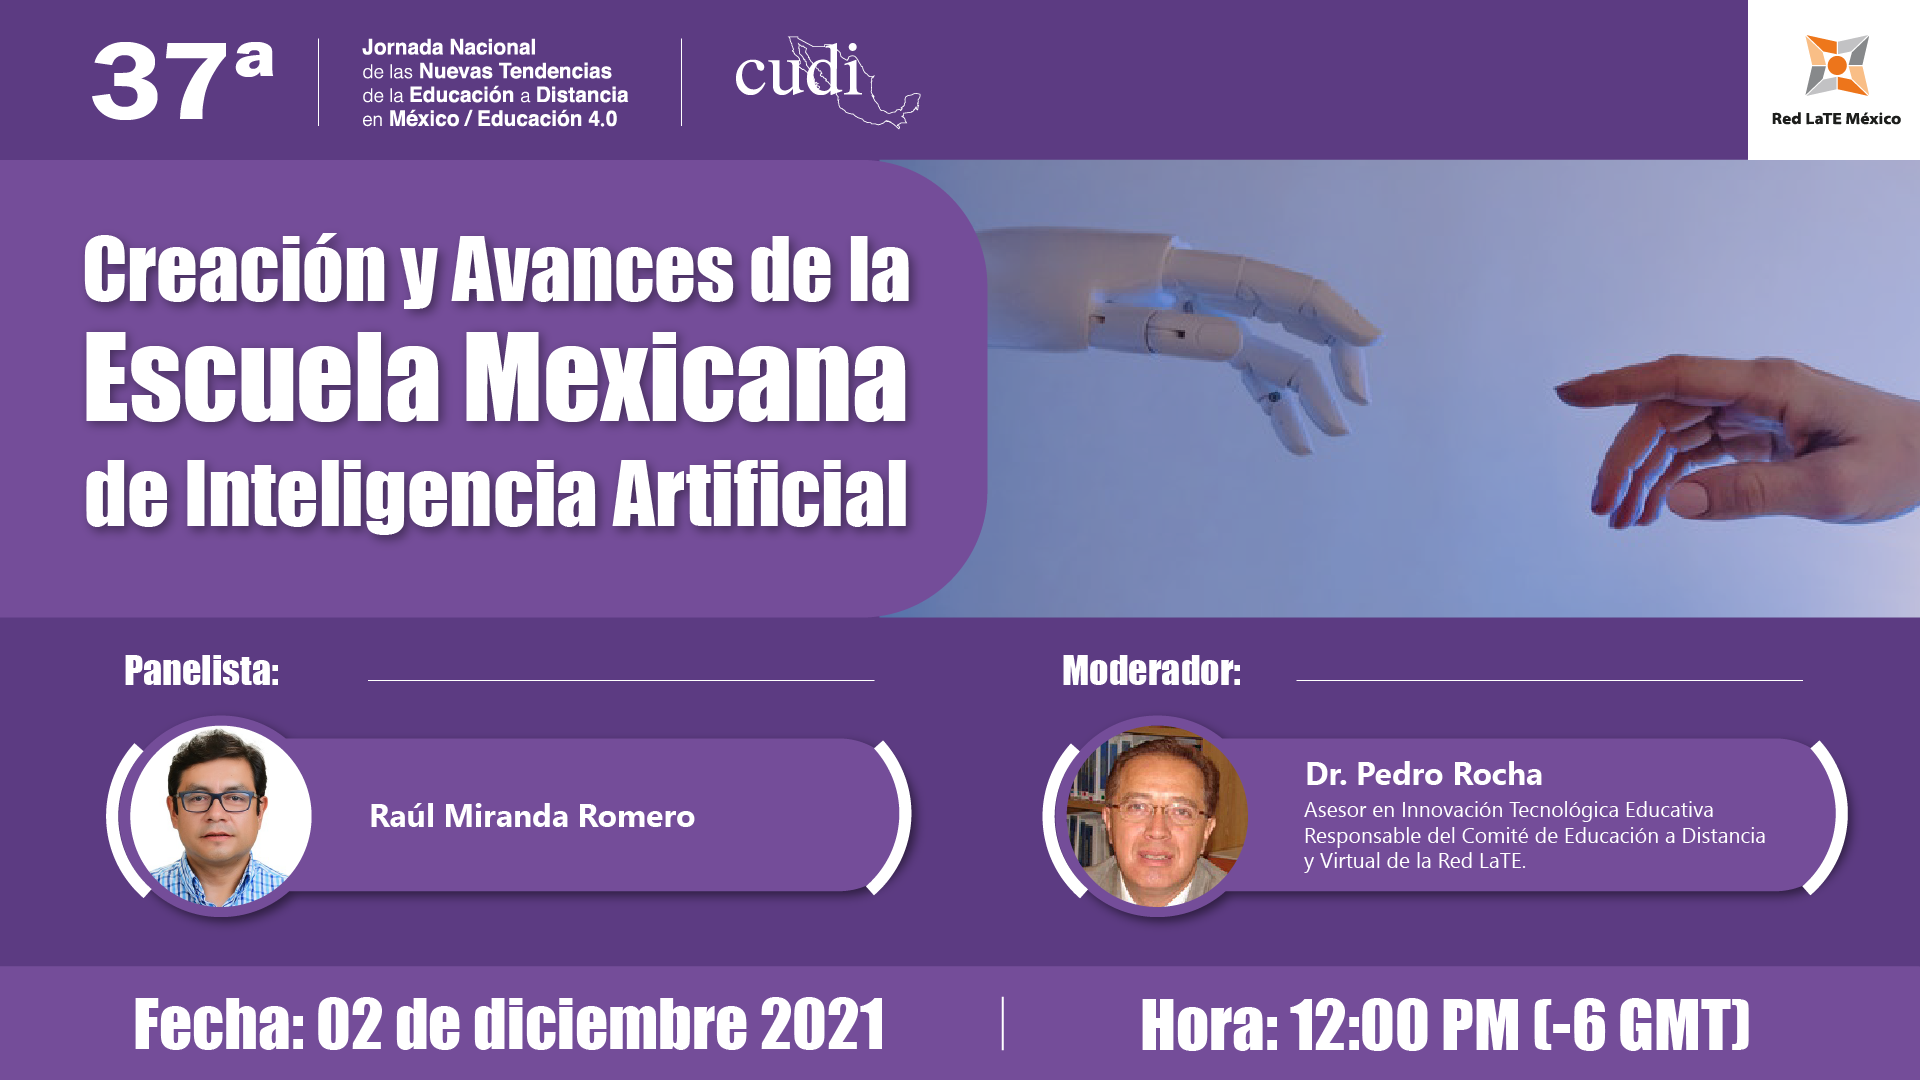 37ª
Jornada Nacional
de las Nuevas Tendencias
de la Educación a Distancia
en México / Educación 4.0
cudi
Red LaTE México
Creación y Avances de la
Escuela Mexicana
de Inteligencia Artificial
Panelista:
Raúl Miranda Romero
Moderador:
Dr. Pedro Rocha
Asesor en Innovación Tecnológica Educativa
Responsable del Comité de Educación a Distancia
y Virtual de la Red LaTE.
Fecha: 02 de diciembre 2021
Hora: 12:00 PM (-6 GMT)